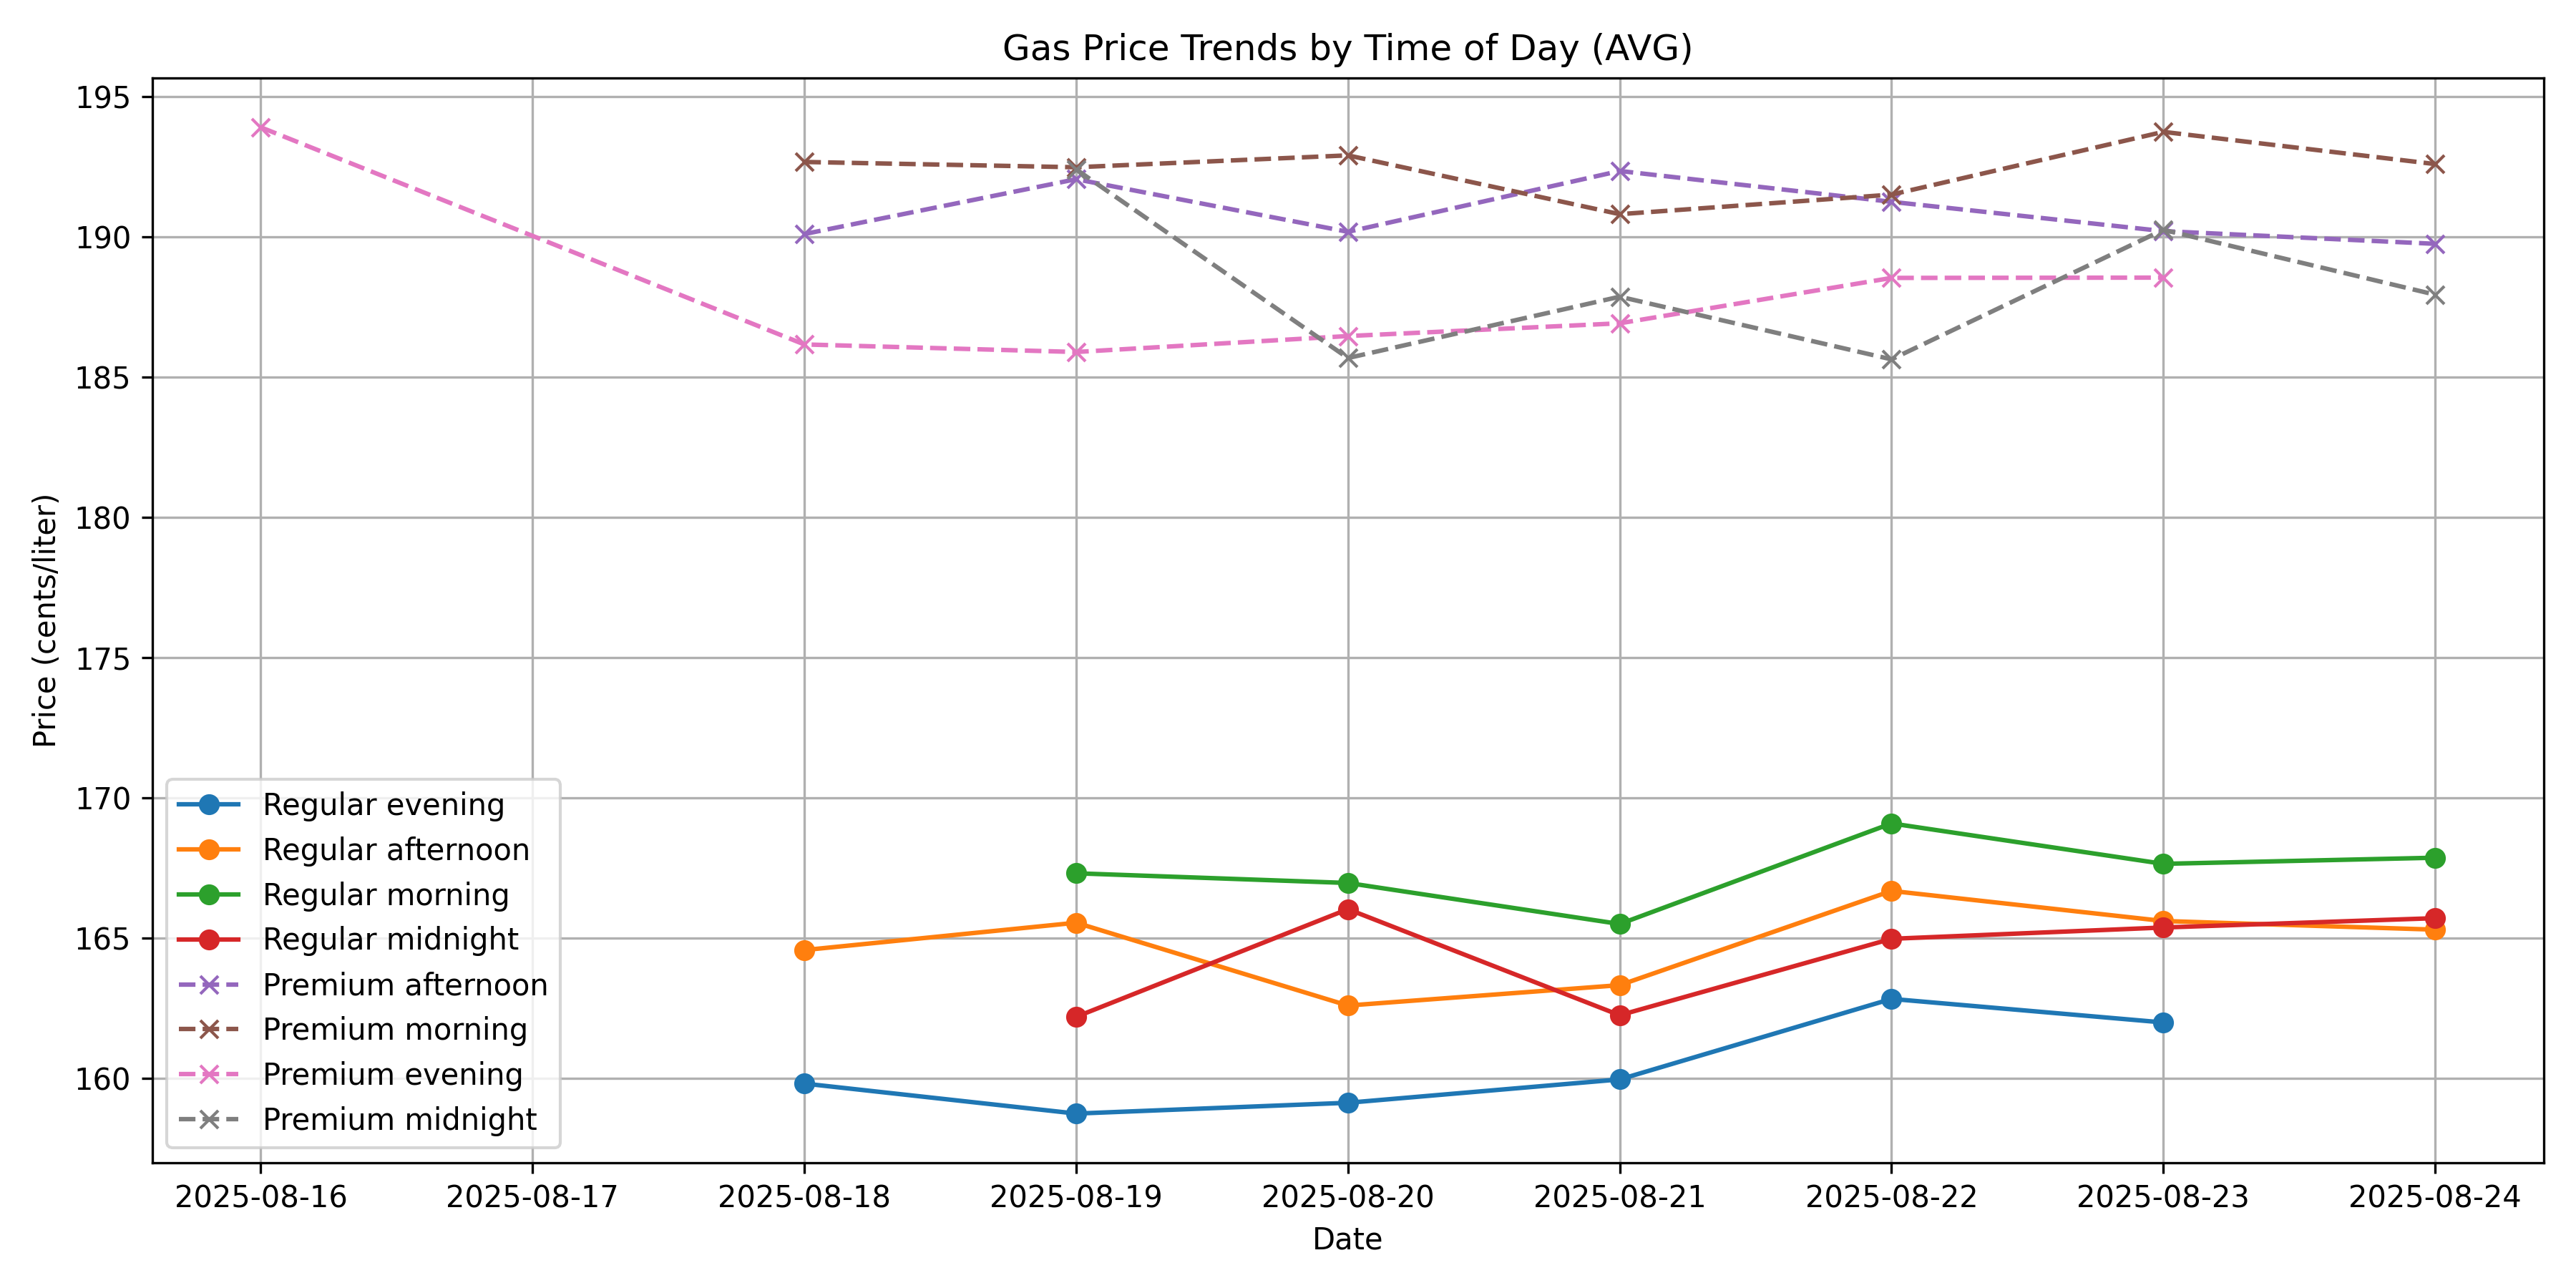 Gas Price Trends by Time of Day (AVG)
195
190
185
180
175
170
165
160
Price (cents/liter)
Regular evening
Regular afternoon
Regular morning
Regular midnight
Premium afternoon
Premium morning
Premium evening
Premium midnight
2025-08-16 2025-08-17 2025-08-18 2025-08-19 2025-08-20 2025-08-21 2025-08-22 2025-08-23 2025-08-24
Date